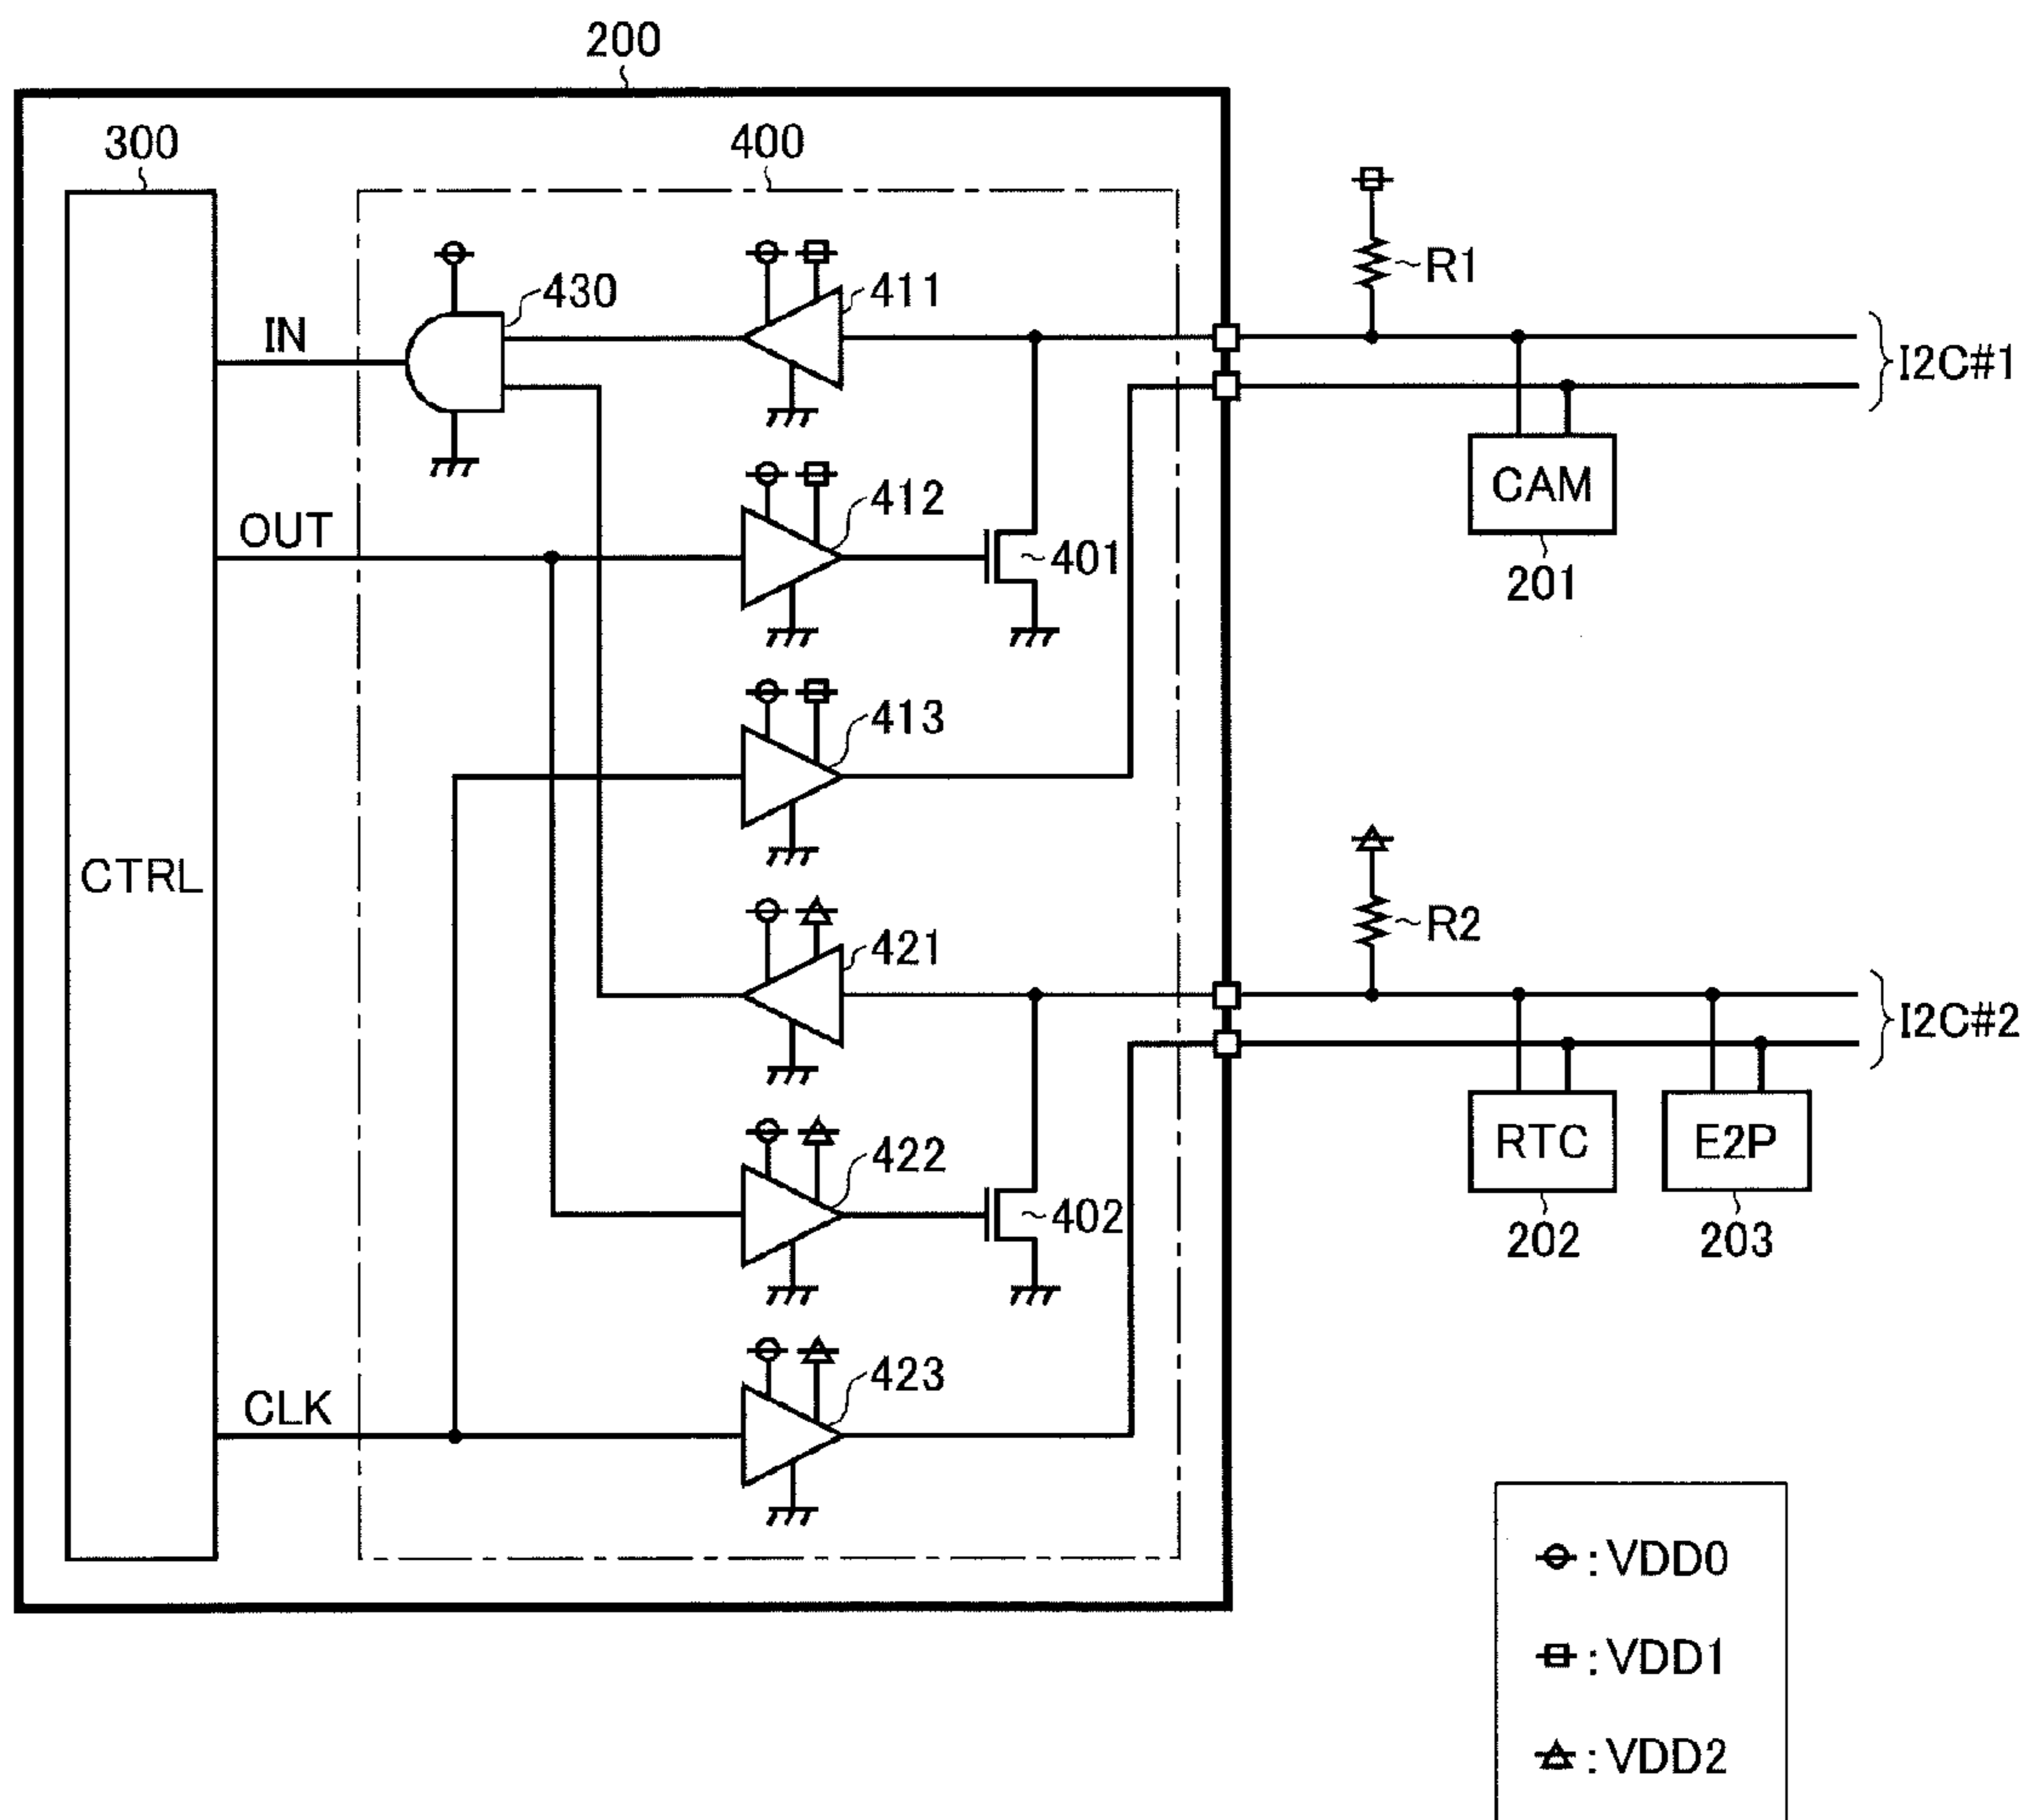 200
300
400
430
411
IN
R1
I2C#1
CAM
201
OUT
412
~401
413
CTRL
421
R2
I2C#2
RTC
202
E2P
203
422
~402
CLK
423
: VDD0
: VDD1
: VDD2